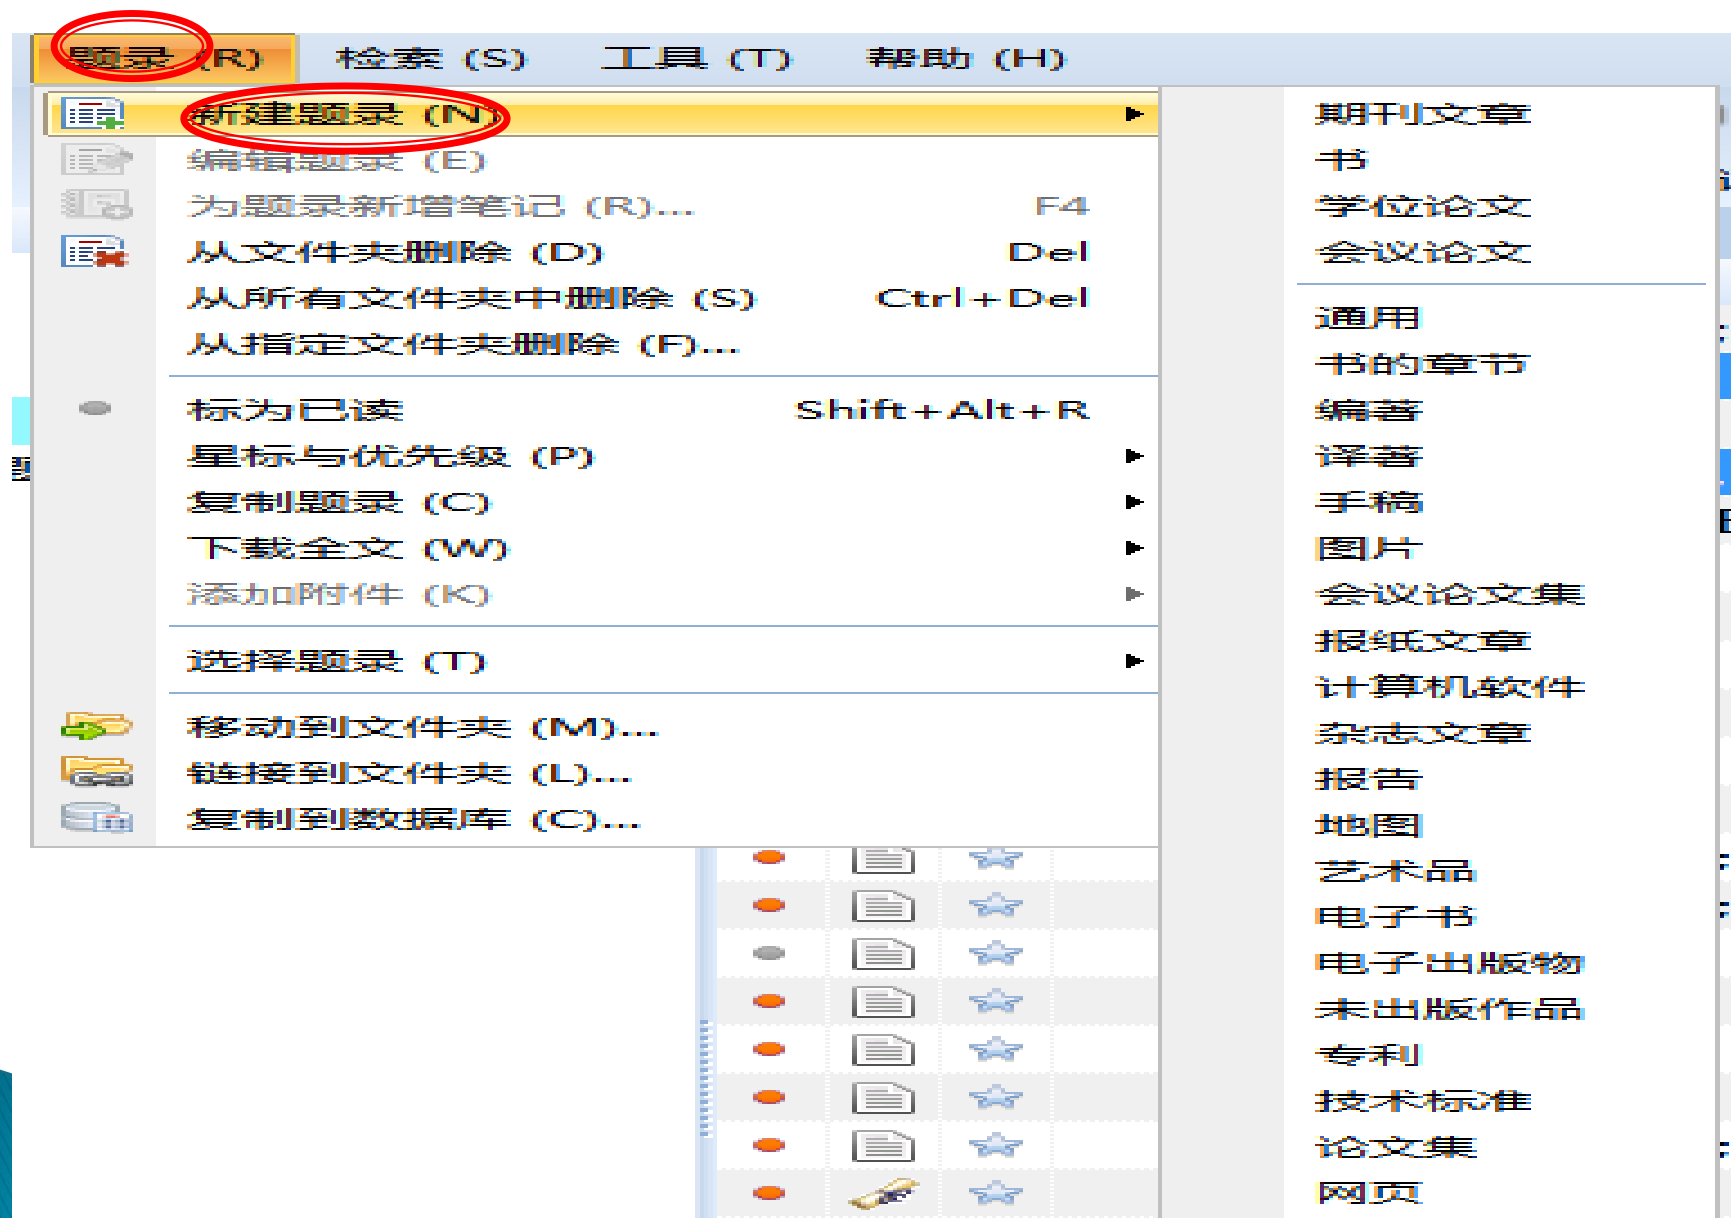 题录 (R) 检索 (S) 工具 (T) 帮助 (H)
新建题录 (N)
编辑题录 (E)
为题录新增笔记 (R)... F4
从文件夹删除 (D) Del
从所有文件夹中删除 (S) Ctrl+Del
从指定文件夹删除 (F)...
标为已读 Shift+Alt+R
星标与优先级 (P)
复制题录 (C)
下载全文 (W)
添加附件 (K)
选择题录 (T)
移动到文件夹 (M)...
链接到文件夹 (L)...
复制到数据库 (C)...
期刊文章
书
学位论文
会议论文
通用
书的章节
编著
译著
手稿
图片
会议论文集
报纸文章
计算机软件
杂志文章
报告
地图
艺术品
电子书
电子出版物
未出版作品
专利
技术标准
论文集
网页